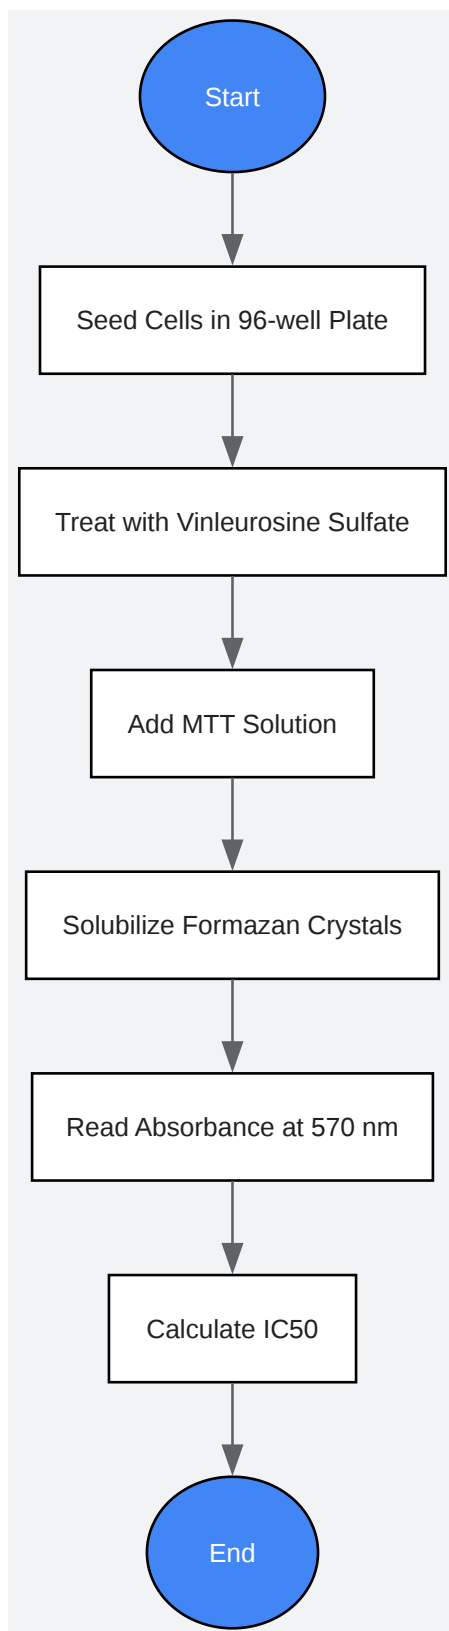 Start
Seed Cells in 96-well Plate
Treat with Vinleurosine Sulfate
Add MTT Solution
Solubilize Formazan Crystals
Read Absorbance at 570 nm
Calculate IC50
End